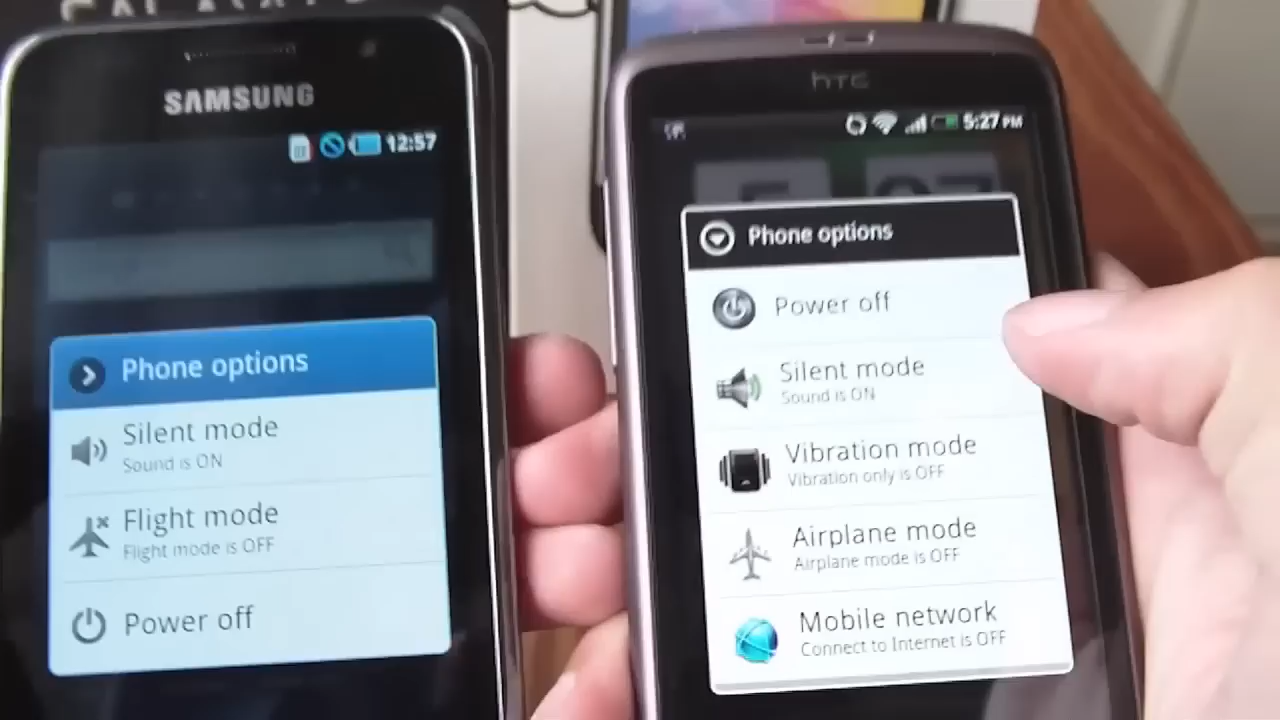 GALAXY
SAMSUNG
12:57
Phone options
Silent mode
Sound is ON
Flight mode
Flight mode is OFF
Power off
hTC
5:27 PM
Phone options
Power off
Silent mode
Sound is ON
Vibration mode
Vibration only is OFF
Airplane mode
Airplane mode is OFF
Mobile network
Connect to Internet is OFF